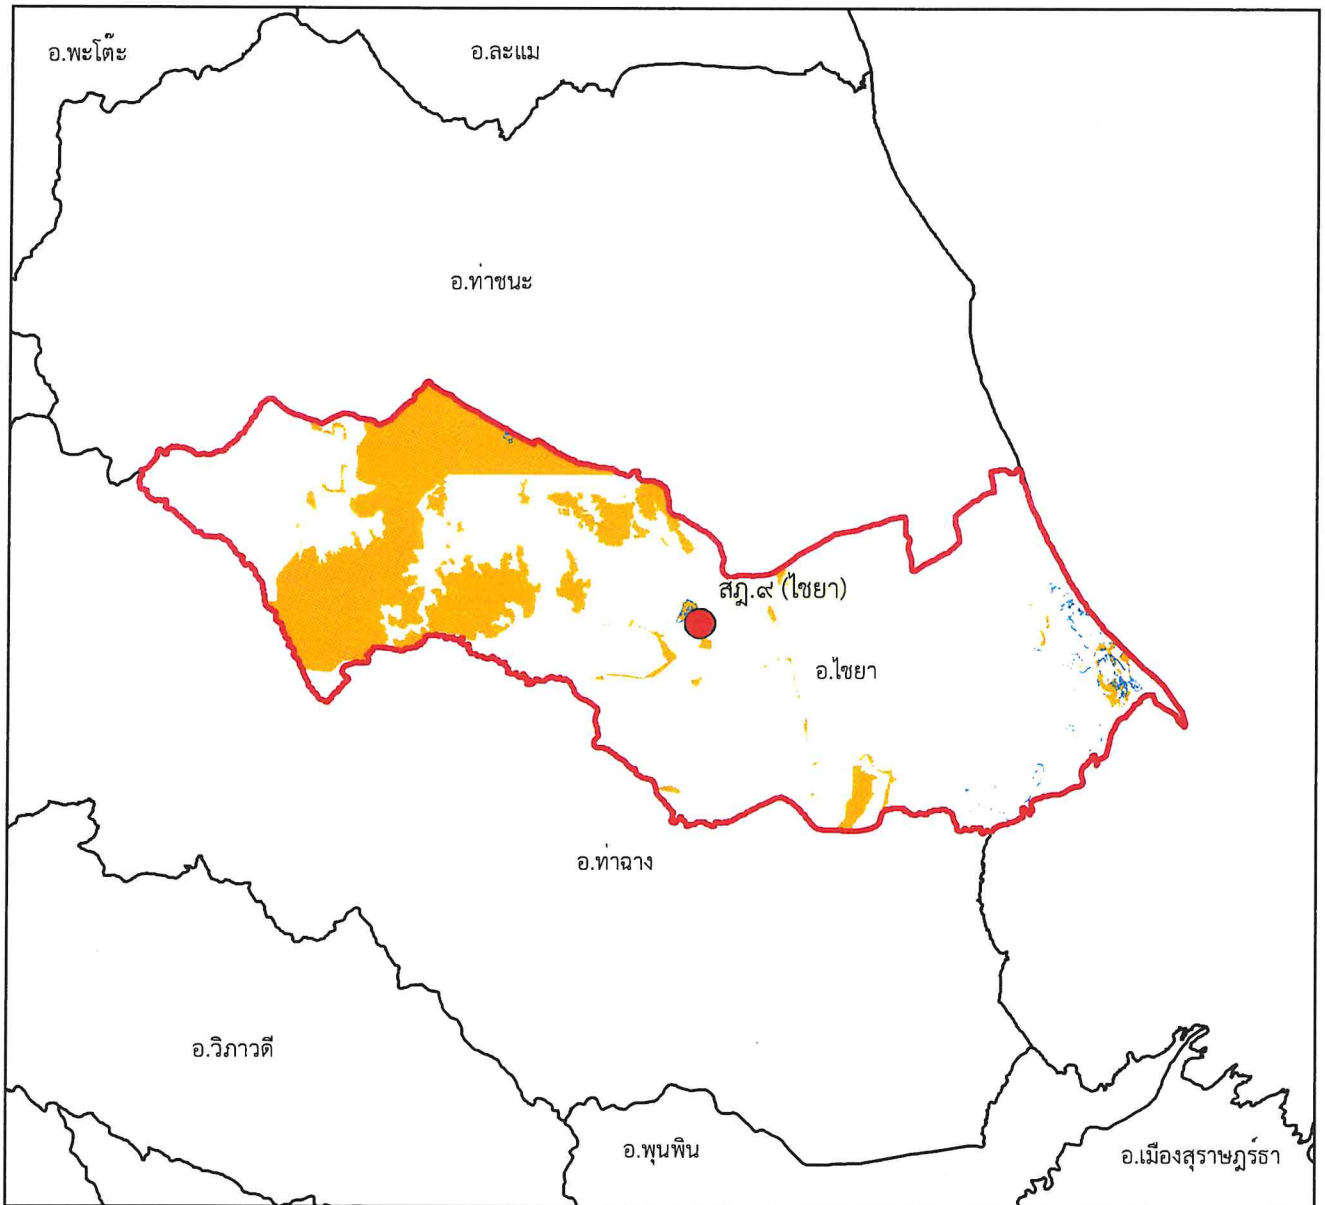 อ.พะโต๊ะ
อ.ละแม
อ.ท่าชนะ
สฎ.๙ (ไชยา)
อ.ไชยา
อ.ท่าฉาง
อ.วิภาวดี
อ.พุนพิน
อ.เมืองสุราษฎร์ธา